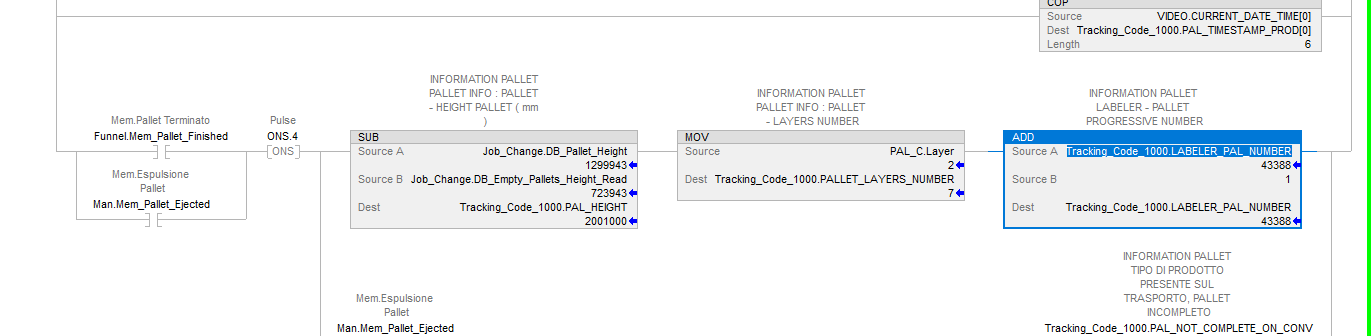 COP
Source VIDEO.CURRENT_DATE_TIME[0]
Dest Tracking_Code_1000.PAL_TIMESTAMP_PROD[0]
Length 6
Mem.Pallet Terminato
Funnel.Mem_Pallet_Finished
Mem.Espulsione
Pallet
Man.Mem_Pallet_Ejected
Pulse
ONS.4
ONS
INFORMATION PALLET
PALLET INFO : PALLET
- HEIGHT PALLET ( mm
)
SUB
Source A Job_Change.DB_Pallet_Height
1299943
Source B Job_Change.DB_Empty_Pallets_Height_Read
723943
Dest Tracking_Code_1000.PAL_HEIGHT
2001000
INFORMATION PALLET
PALLET INFO : PALLET
- LAYERS NUMBER
MOV
Source PAL_C.Layer
2
Dest Tracking_Code_1000.PALLET_LAYERS_NUMBER
7
INFORMATION PALLET
LABELER - PALLET
PROGRESSIVE NUMBER
ADD
Source A Tracking_Code_1000.LABELER_PAL_NUMBER
43388
Source B 1
Dest Tracking_Code_1000.LABELER_PAL_NUMBER
43388
Mem.Espulsione
Pallet
Man.Mem_Pallet_Ejected
INFORMATION PALLET
TIPO DI PRODOTTO
PRESENTE SUL
TRASPORTO, PALLET
INCOMPLETO
Tracking_Code_1000.PAL_NOT_COMPLETE_ON_CONV